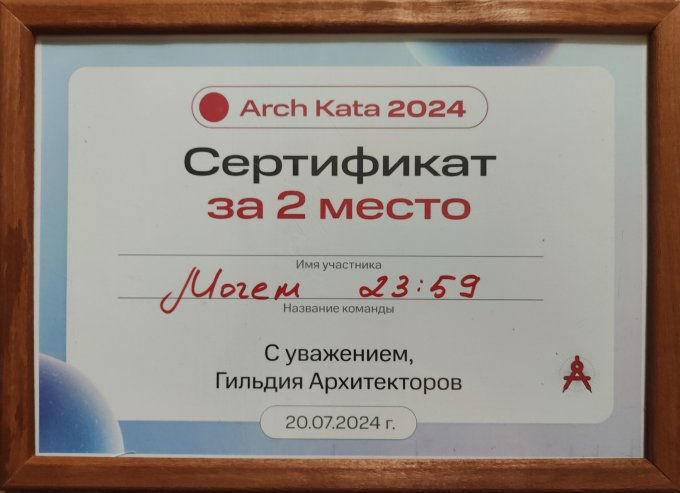 Arch Kata 2024
Сертификат
за 2 место
Имя участника
Могем 23:59
Название команды
С уважением,
Гильдия Архитекторов
20.07.2024 г.